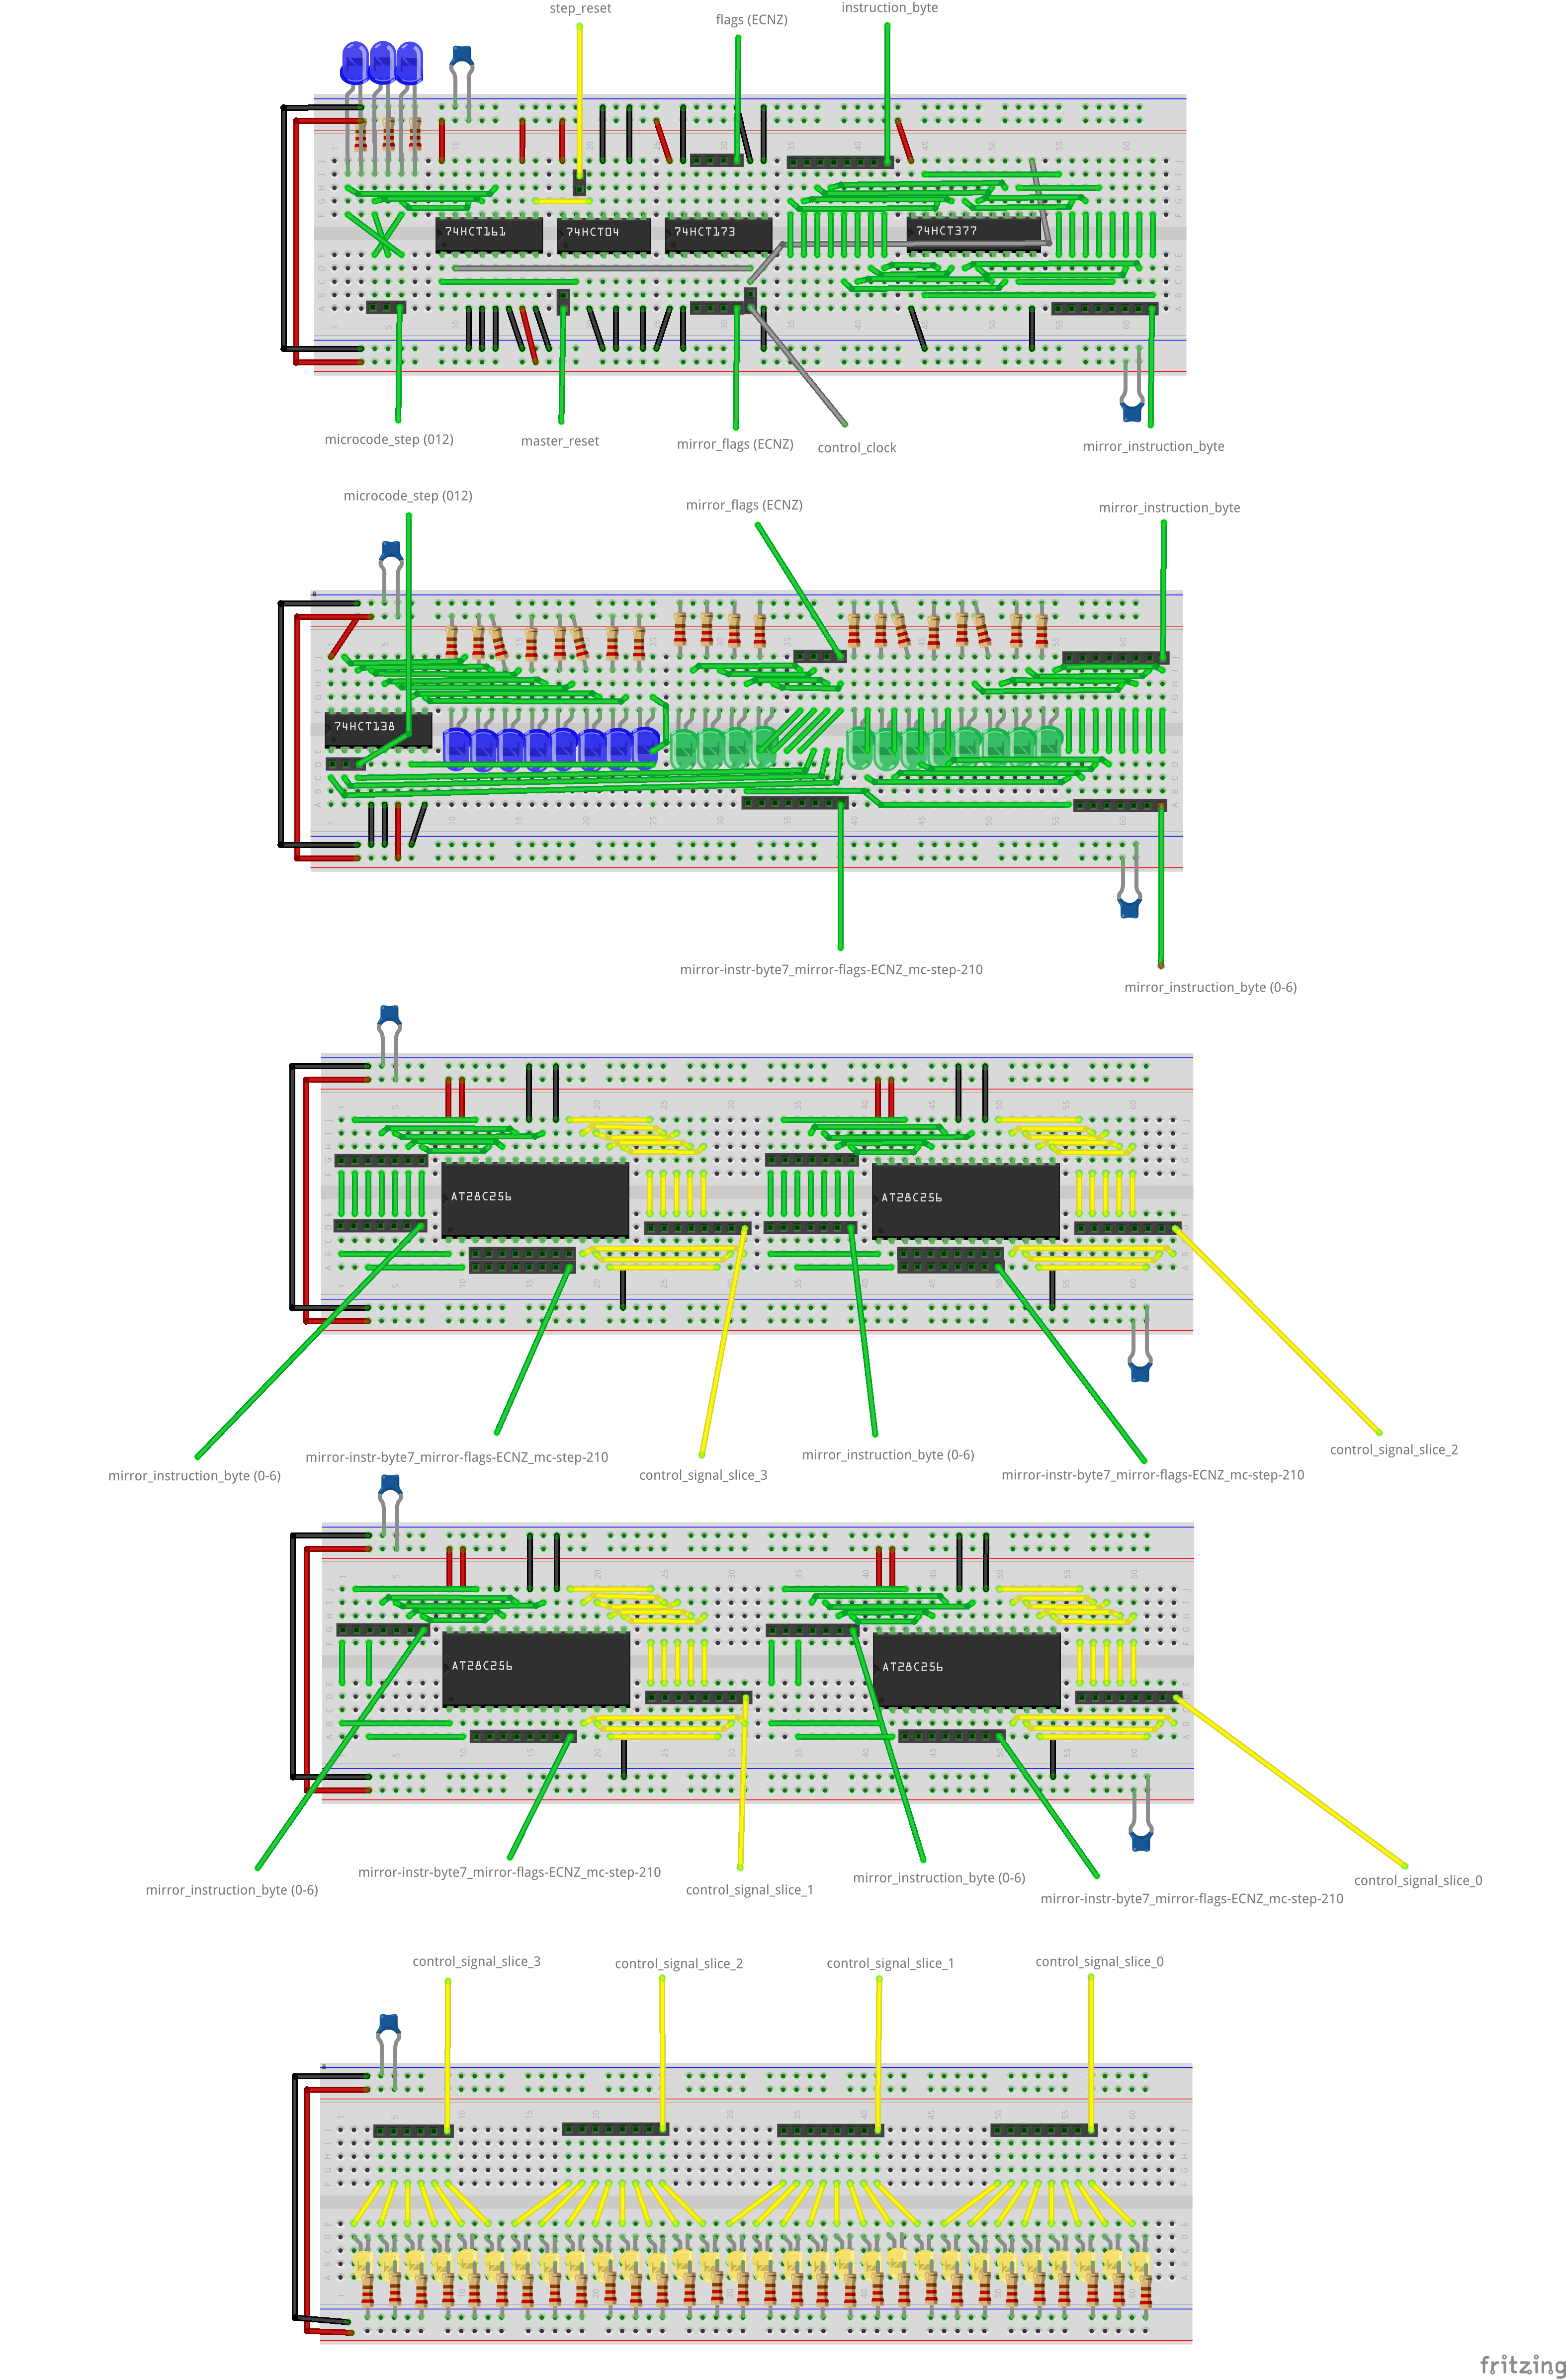 step_reset
flags (ECNZ)
instruction_byte
74HCT161
74HCT04
74HCT173
74HCT377
microcode_step (012)
master_reset
mirror_flags (ECNZ)
control_clock
mirror_instruction_byte
microcode_step (012)
mirror_flags (ECNZ)
mirror_instruction_byte
74HCT138
mirror-instr-byte7_mirror-flags-ECNZ_mc-step-210
mirror_instruction_byte (0-6)
AT28C256
AT28C256
mirror_instruction_byte (0-6)
mirror-instr-byte7_mirror-flags-ECNZ_mc-step-210
control_signal_slice_3
mirror_instruction_byte (0-6)
mirror-instr-byte7_mirror-flags-ECNZ_mc-step-210
control_signal_slice_2
AT28C256
AT28C256
mirror_instruction_byte (0-6)
mirror-instr-byte7_mirror-flags-ECNZ_mc-step-210
control_signal_slice_1
mirror_instruction_byte (0-6)
mirror-instr-byte7_mirror-flags-ECNZ_mc-step-210
control_signal_slice_0
control_signal_slice_3
control_signal_slice_2
control_signal_slice_1
control_signal_slice_0
fritzing